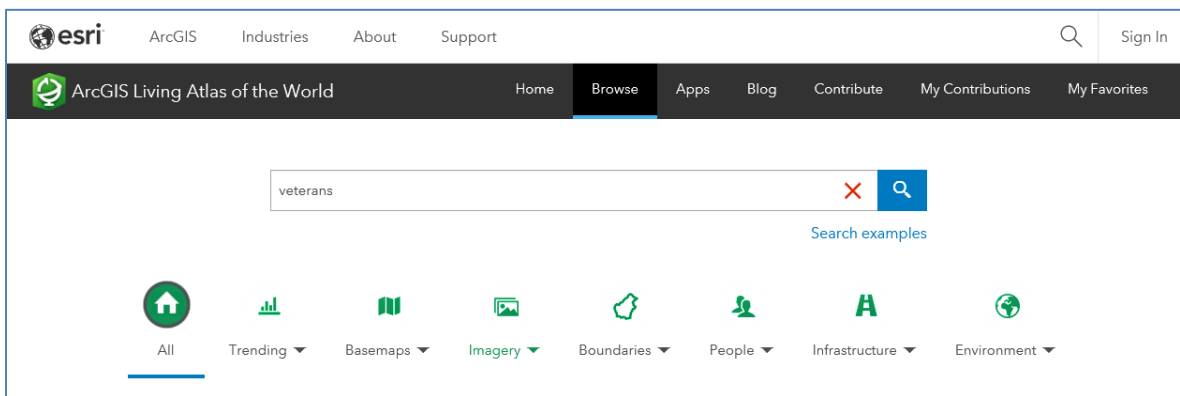 esri ArcGIS Industries About Support Sign In
ArcGIS Living Atlas of the World Home Browse Apps Blog Contribute My Contributions My Favorites
veterans
Search examples
All Trending Basemaps Imagery Boundaries People Infrastructure Environment